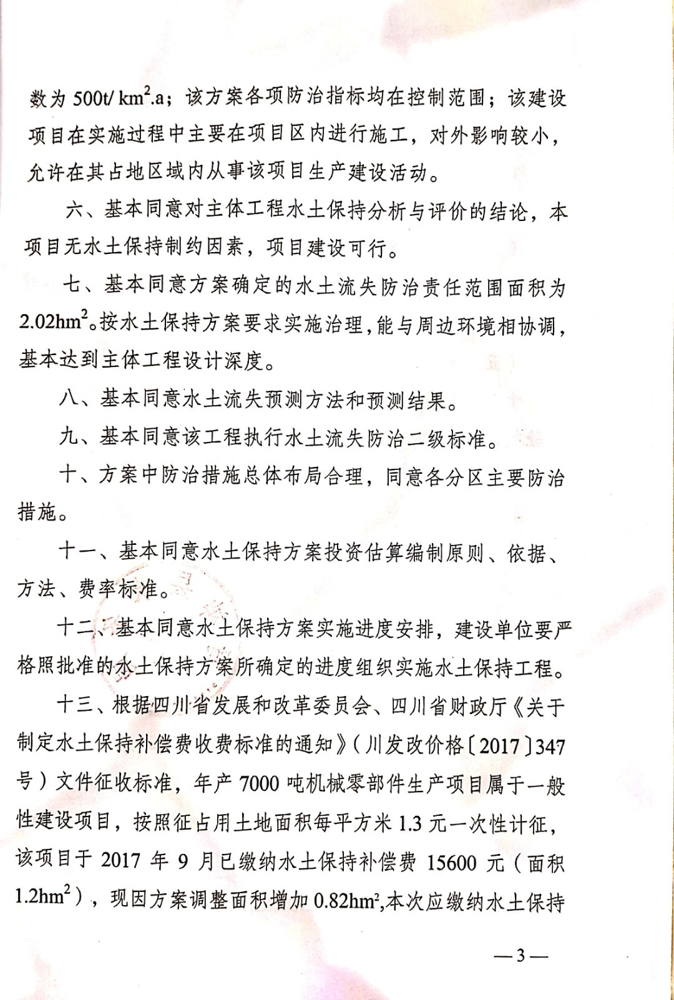 数为 500t/ km².a；该方案各项防治指标均在控制范围；该建设
项目在实施过程中主要在项目区内进行施工，对外影响较小，
允许在其占地区域内从事该项目生产建设活动。
六、基本同意对主体工程水土保持分析与评价的结论，本
项目无水土保持制约因素，项目建设可行。
七、基本同意方案确定的水土流失防治责任范围面积为
2.02hm²。按水土保持方案要求实施治理,能与周边环境相协调，
基本达到主体工程设计深度。
八、基本同意水土流失预测方法和预测结果。
九、基本同意该工程执行水土流失防治二级标准。
十、方案中防治措施总体布局合理，同意各分区主要防治
措施。
十一、基本同意水土保持方案投资估算编制原则、依据、
方法、费率标准。
十二、基本同意水土保持方案实施进度安排，建设单位要严
格照批准的水土保持方案所确定的进度组织实施水土保持工程。
十三、根据四川省发展和改革委员会、四川省财政厅《关于
制定水土保持补偿费收费标准的通知》（川发改价格〔2017〕347
号）文件征收标准，年产 7000 吨机械零部件生产项目属于一般
性建设项目，按照征占用土地面积每平方米 1.3 元一次性计征，
该项目于 2017 年 9 月已缴纳水土保持补偿费 15600 元（面积
1.2hm²），现因方案调整面积增加 0.82hm²,本次应缴纳水土保持
—3—